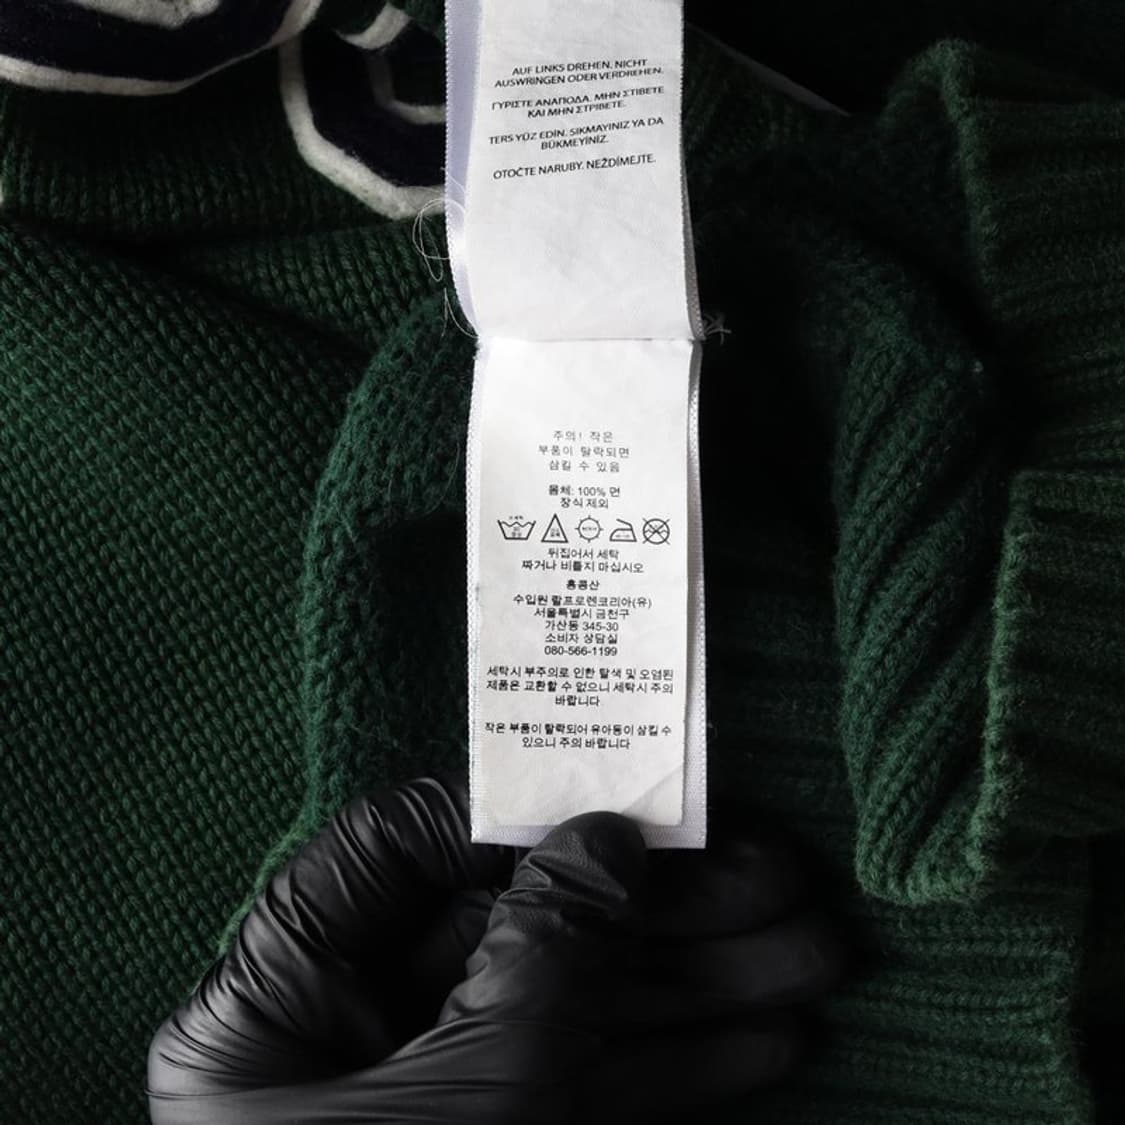 AUF LINKS DREHEN. NICHT
AUSWRINGEN ODER VERDREHEN.
ΓΥΡΙΣΤΕ ΑΝΑΠΟΔΑ. ΜΗΝ ΣΤΙΒΕΤΕ
ΚΑΙ ΜΗΝ ΣΤΡΙΒΕΤΕ.
TERS YÜZ EDİN. SIKMAYINIZ YA DA
BÜKMEYİNİZ.
OTOČTE NARUBY. NEŽDÍMEJTE.
주의! 작은
부품이 탈락되면
삼킬 수 있음
몸체: 100% 면
장식 제외
뒤집어서 세탁
짜거나 비틀지 마십시오
홍콩산
수입원 랄프로렌코리아(유)
서울특별시 금천구
가산동 345-30
소비자 상담실
080-566-1199
세탁시 부주의로 인한 탈색 및 오염된
제품은 교환할 수 없으니 세탁시 주의
바랍니다
작은 부품이 탈락되어 유아동이 삼킬 수
있으니 주의 바랍니다